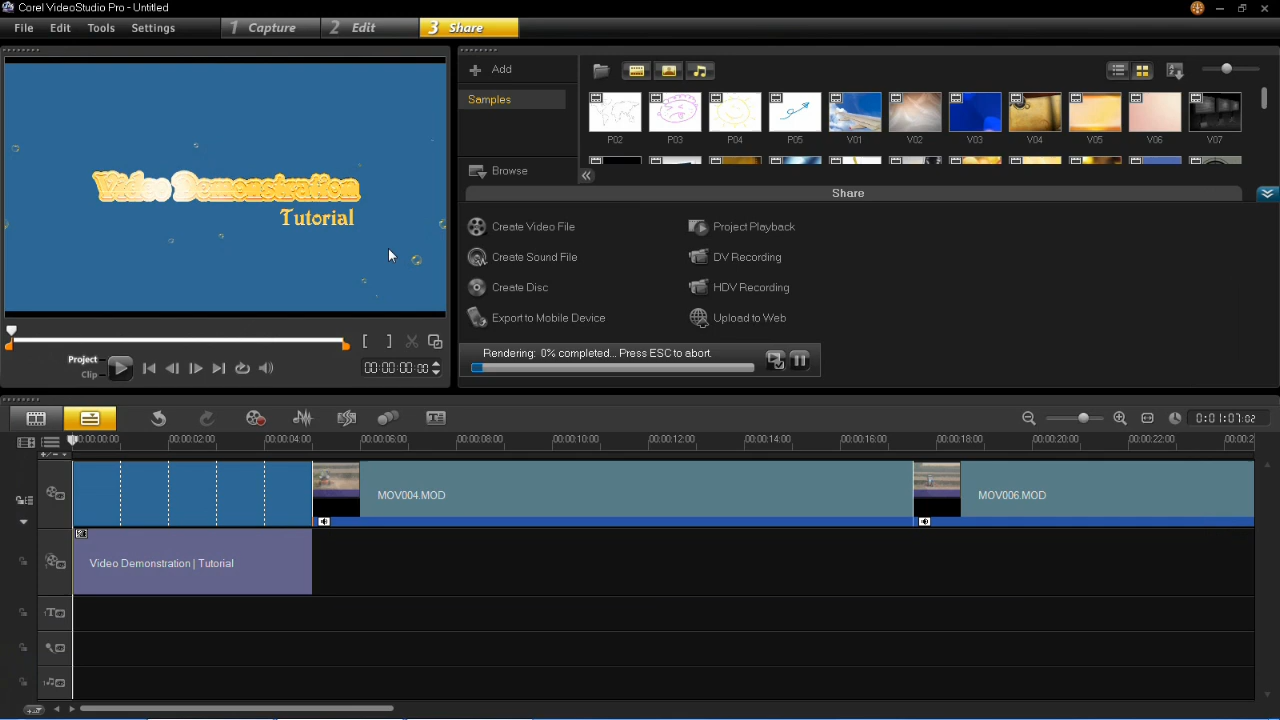 Corel VideoStudio Pro - Untitled
File Edit Tools Settings
1 Capture 2 Edit 3 Share
Video Demonstration
Tutorial
Project
Clip
00:00:00:00
Add
Samples
Browse
P02 P03 P04 P05 V01 V02 V03 V04 V05 V06 V07
Share
Create Video File
Create Sound File
Create Disc
Export to Mobile Device
Project Playback
DV Recording
HDV Recording
Upload to Web
Rendering: 0% completed... Press ESC to abort.
0:01:07:02
00:00:00:00 00:00:02:00 00:00:04:00 00:00:06:00 00:00:08:00 00:00:10:00 00:00:12:00 00:00:14:00 00:00:16:00 00:00:18:00 00:00:20:00 00:00:22:00
MOV004.MOD MOV006.MOD
Video Demonstration | Tutorial